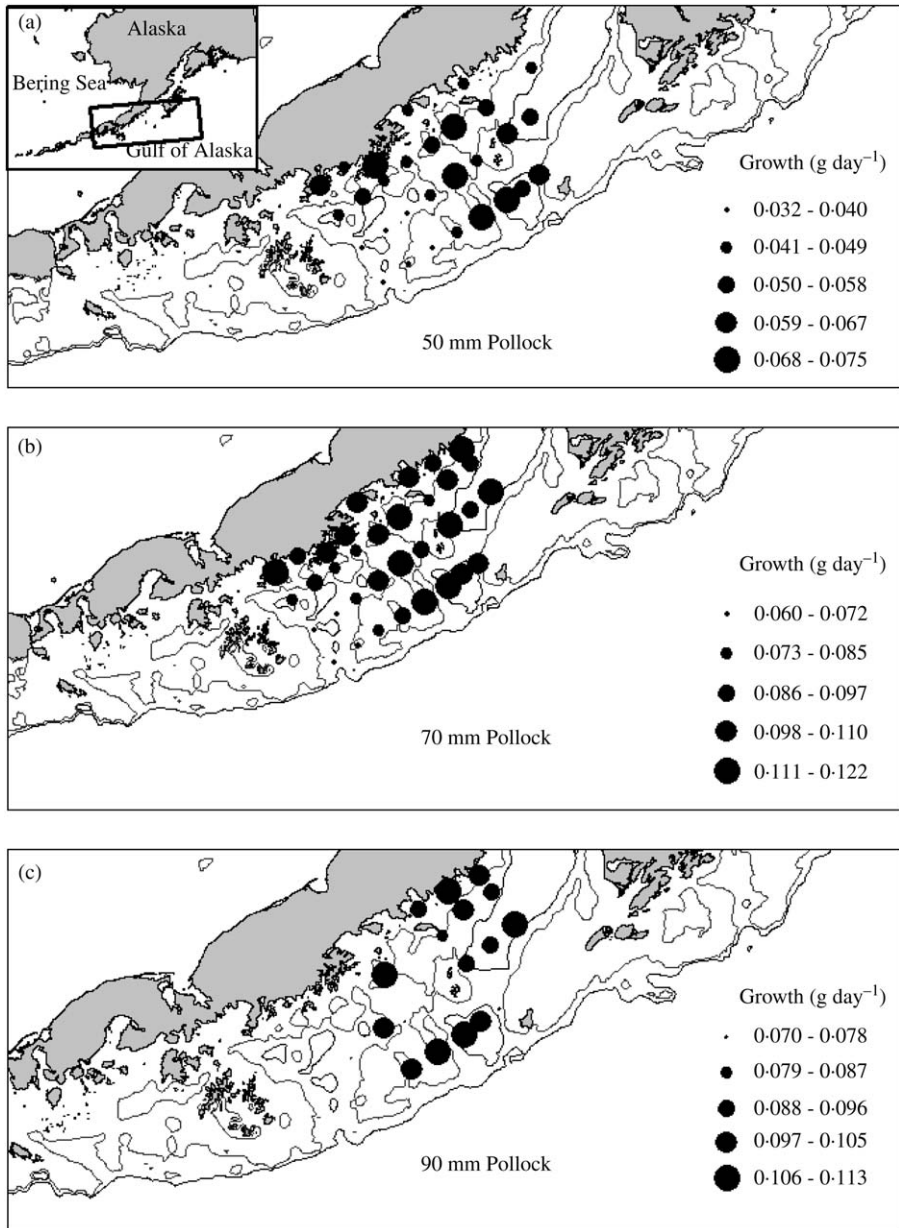 (a)
Alaska
Bering Sea
Gulf of Alaska
Growth (g day⁻¹)
0·032 - 0·040
0·041 - 0·049
0·050 - 0·058
0·059 - 0·067
0·068 - 0·075
50 mm Pollock
(b)
Growth (g day⁻¹)
0·060 - 0·072
0·073 - 0·085
0·086 - 0·097
0·098 - 0·110
0·111 - 0·122
70 mm Pollock
(c)
Growth (g day⁻¹)
0·070 - 0·078
0·079 - 0·087
0·088 - 0·096
0·097 - 0·105
0·106 - 0·113
90 mm Pollock